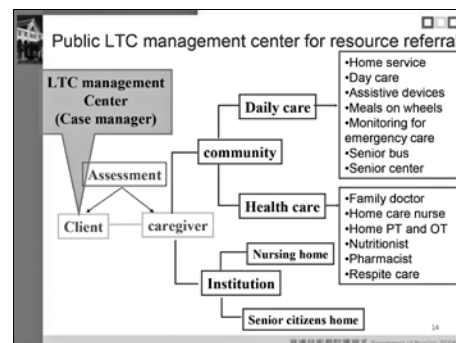 Public LTC management center for resource referra
LTC management
Center
(Case manager)
Assessment
Client
caregiver
community
Institution
Daily care
Health care
Nursing home
Senior citizens home
•Home service
•Day care
•Assistive devices
•Meals on wheels
•Monitoring for
emergency care
•Senior bus
•Senior center
•Family doctor
•Home care nurse
•Home PT and OT
•Nutritionist
•Pharmacist
•Respite care
14